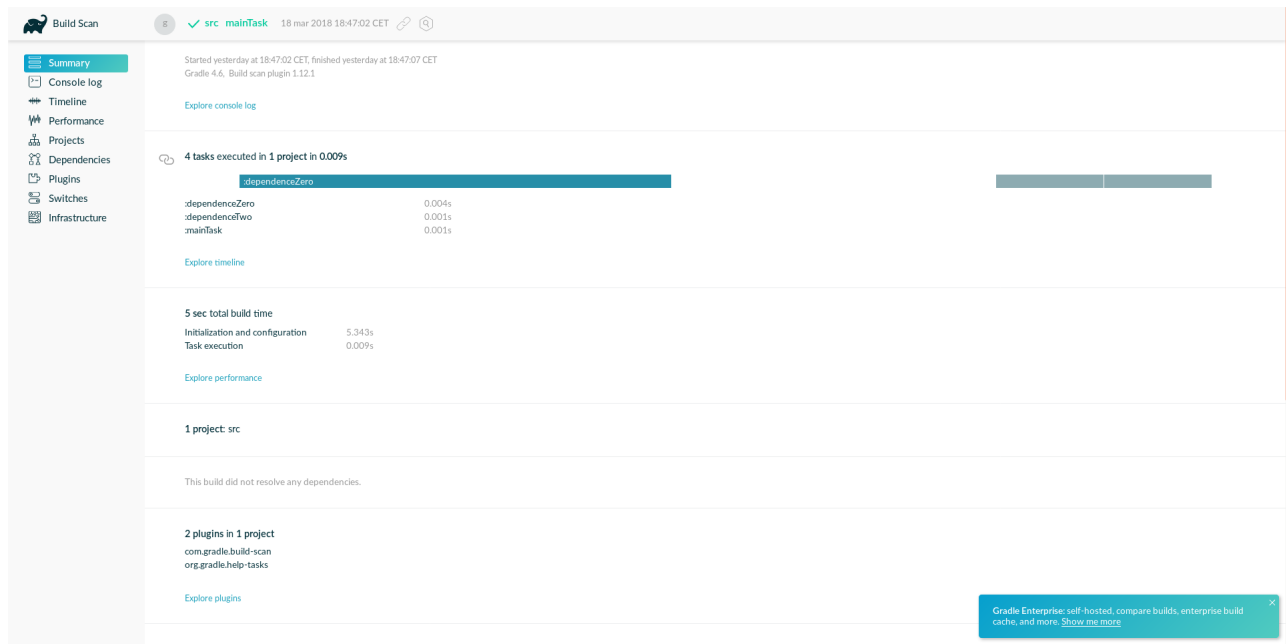 Build Scan
src mainTask 18 mar 2018 18:47:02 CET
Summary
Console log
Timeline
Performance
Projects
Dependencies
Plugins
Switches
Infrastructure
Started yesterday at 18:47:02 CET, finished yesterday at 18:47:07 CET
Gradle 4.6, Build scan plugin 1.12.1
Explore console log
4 tasks executed in 1 project in 0.009s
:dependenceZero
:dependenceZero 0.004s
:dependenceTwo 0.001s
:mainTask 0.001s
Explore timeline
5 sec total build time
Initialization and configuration 5.343s
Task execution 0.009s
Explore performance
1 project: src
This build did not resolve any dependencies.
2 plugins in 1 project
com.gradle.build-scan
org.gradle.help-tasks
Explore plugins
Gradle Enterprise: self-hosted, compare builds, enterprise build
cache, and more. Show me more